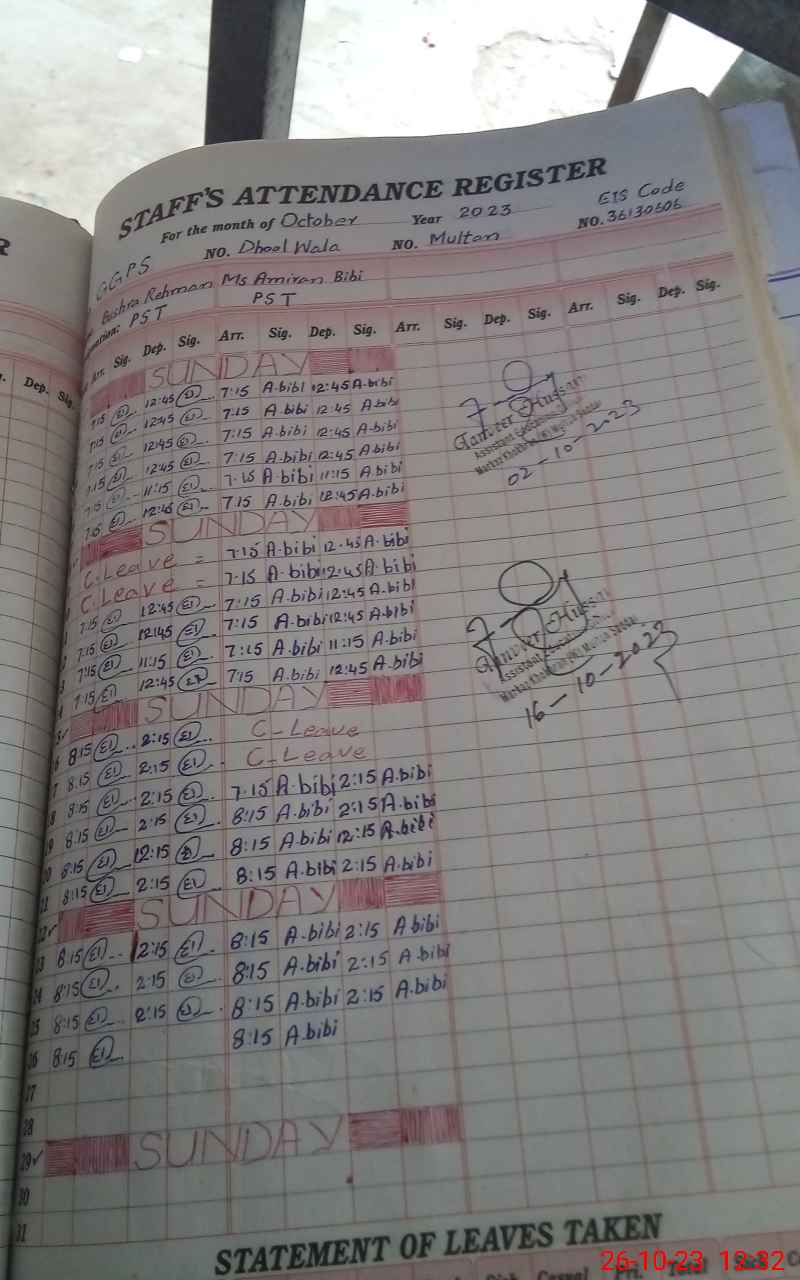 STAFF'S ATTENDANCE REGISTER
For the month of October Year 2023 EIS Code
GGPS NO. Dhool Wala NO. Multan NO. 36130606
Bushra Rehman Ms Amiran Bibi
PST PST
Dep. Sig.
Arr. Sig. Dep. Sig. Arr. Sig. Dep. Sig. Arr. Sig. Dep. Sig. Arr. Sig. Dep. Sig.
SUNDAY
7:15 12:45 7:15 A.bibi 12:45 A.bibi
7:15 12:45 7:15 A.bibi 12:45 A.bibi
7:15 12:45 7:15 A.bibi 12:45 A.bibi
7:15 12:45 7:15 A.bibi 12:45 A.bibi
7:15 11:15 7:15 A.bibi 11:15 A.bibi
7:15 12:45 7:15 A.bibi 12:45 A.bibi
SUNDAY
C.Leave = 7:15 A.bibi 12:45 A.bibi
C.Leave = 7:15 A.bibi 12:45 A.bibi
7:15 12:45 7:15 A.bibi 12:45 A.bibi
7:15 12:45 7:15 A.bibi 12:45 A.bibi
7:15 11:15 7:15 A.bibi 11:15 A.bibi
7:15 12:45 7:15 A.bibi 12:45 A.bibi
SUNDAY
8:15 2:15 C-Leave
8:15 2:15 C-Leave
8:15 2:15 7:15 A.bibi 2:15 A.bibi
8:15 2:15 8:15 A.bibi 2:15 A.bibi
20 8:15 12:15 8:15 A.bibi 12:15 A.bibi
21 8:15 2:15 8:15 A.bibi 2:15 A.bibi
22 SUNDAY
23 8:15 2:15 8:15 A.bibi 2:15 A.bibi
24 8:15 2:15 8:15 A.bibi 2:15 A.bibi
25 8:15 2:15 8:15 A.bibi 2:15 A.bibi
26 8:15 8:15 A.bibi
27
28
29 SUNDAY
30
31
Assistant Education
02-10-2023
Assistant Education
16-10-2023
STATEMENT OF LEAVES TAKEN
26-10-23 12:32